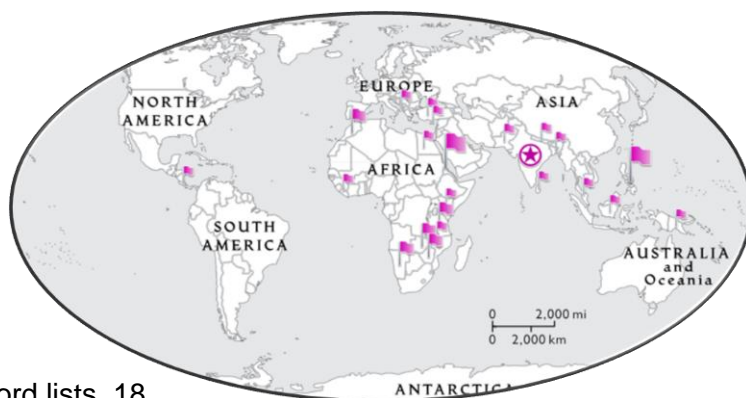 EUROPE
NORTH
AMERICA
ASIA
AFRICA
SOUTH
AMERICA
AUSTRALIA
and
Oceania
0 2,000 mi
0 2,000 km
ord lists, 18
ANTARCTICA